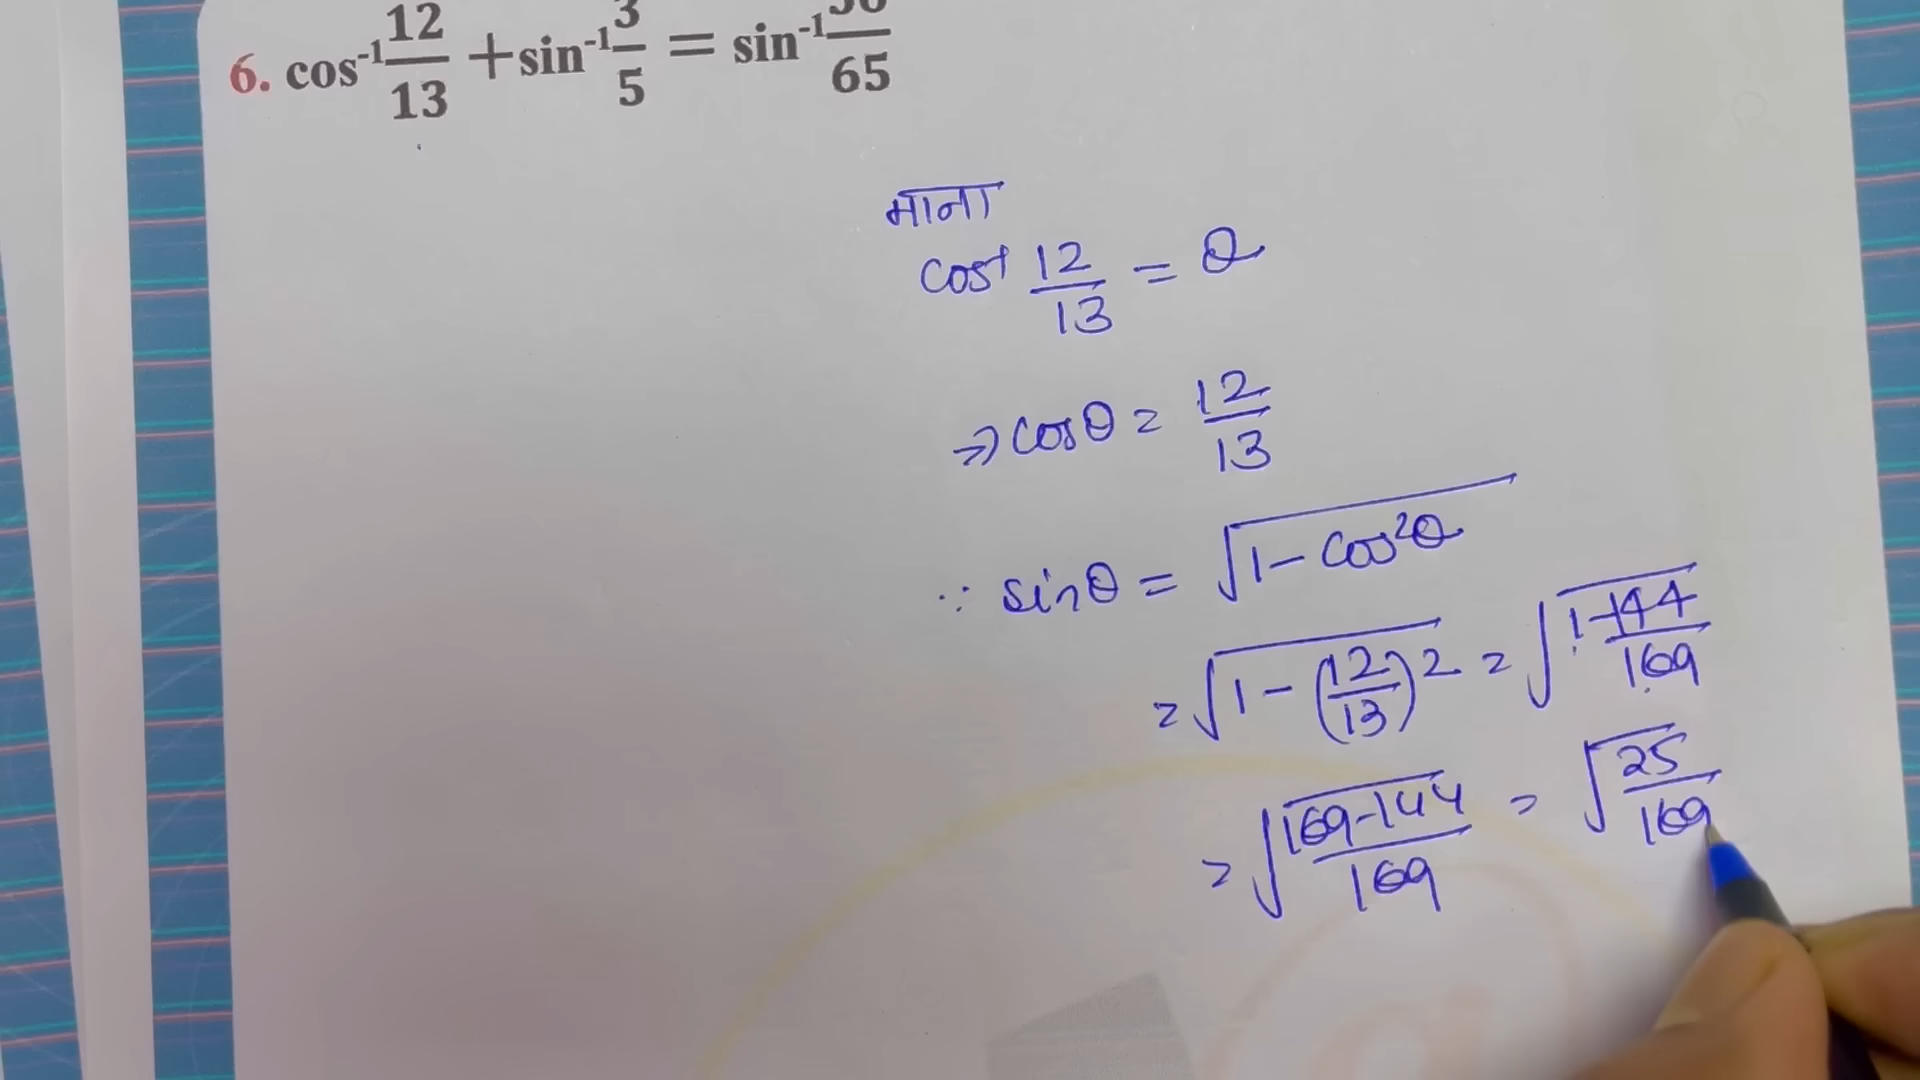 6. cos⁻¹ 12/13 + sin⁻¹ 3/5 = sin⁻¹ 56/65
माना
cos⁻¹ 12/13 = θ
⇒ cosθ = 12/13
∵ sinθ = √(1 - cos²θ)
= √(1 - (12/13)²) = √(1 - 144/169)
= √((169-144)/169) = √(25/169)